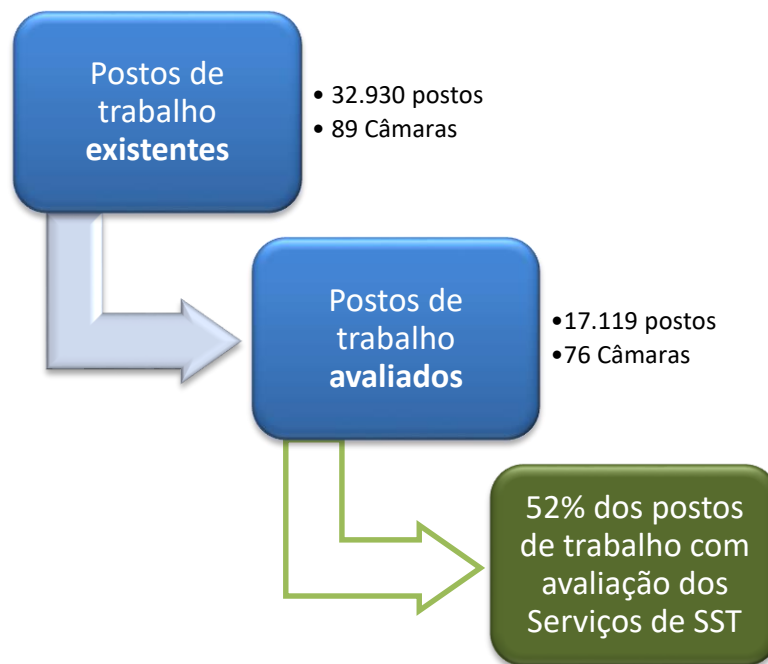 Postos de
trabalho
existentes
• 32.930 postos
• 89 Câmaras
Postos de
trabalho
avaliados
•17.119 postos
•76 Câmaras
52% dos postos
de trabalho com
avaliação dos
Serviços de SST